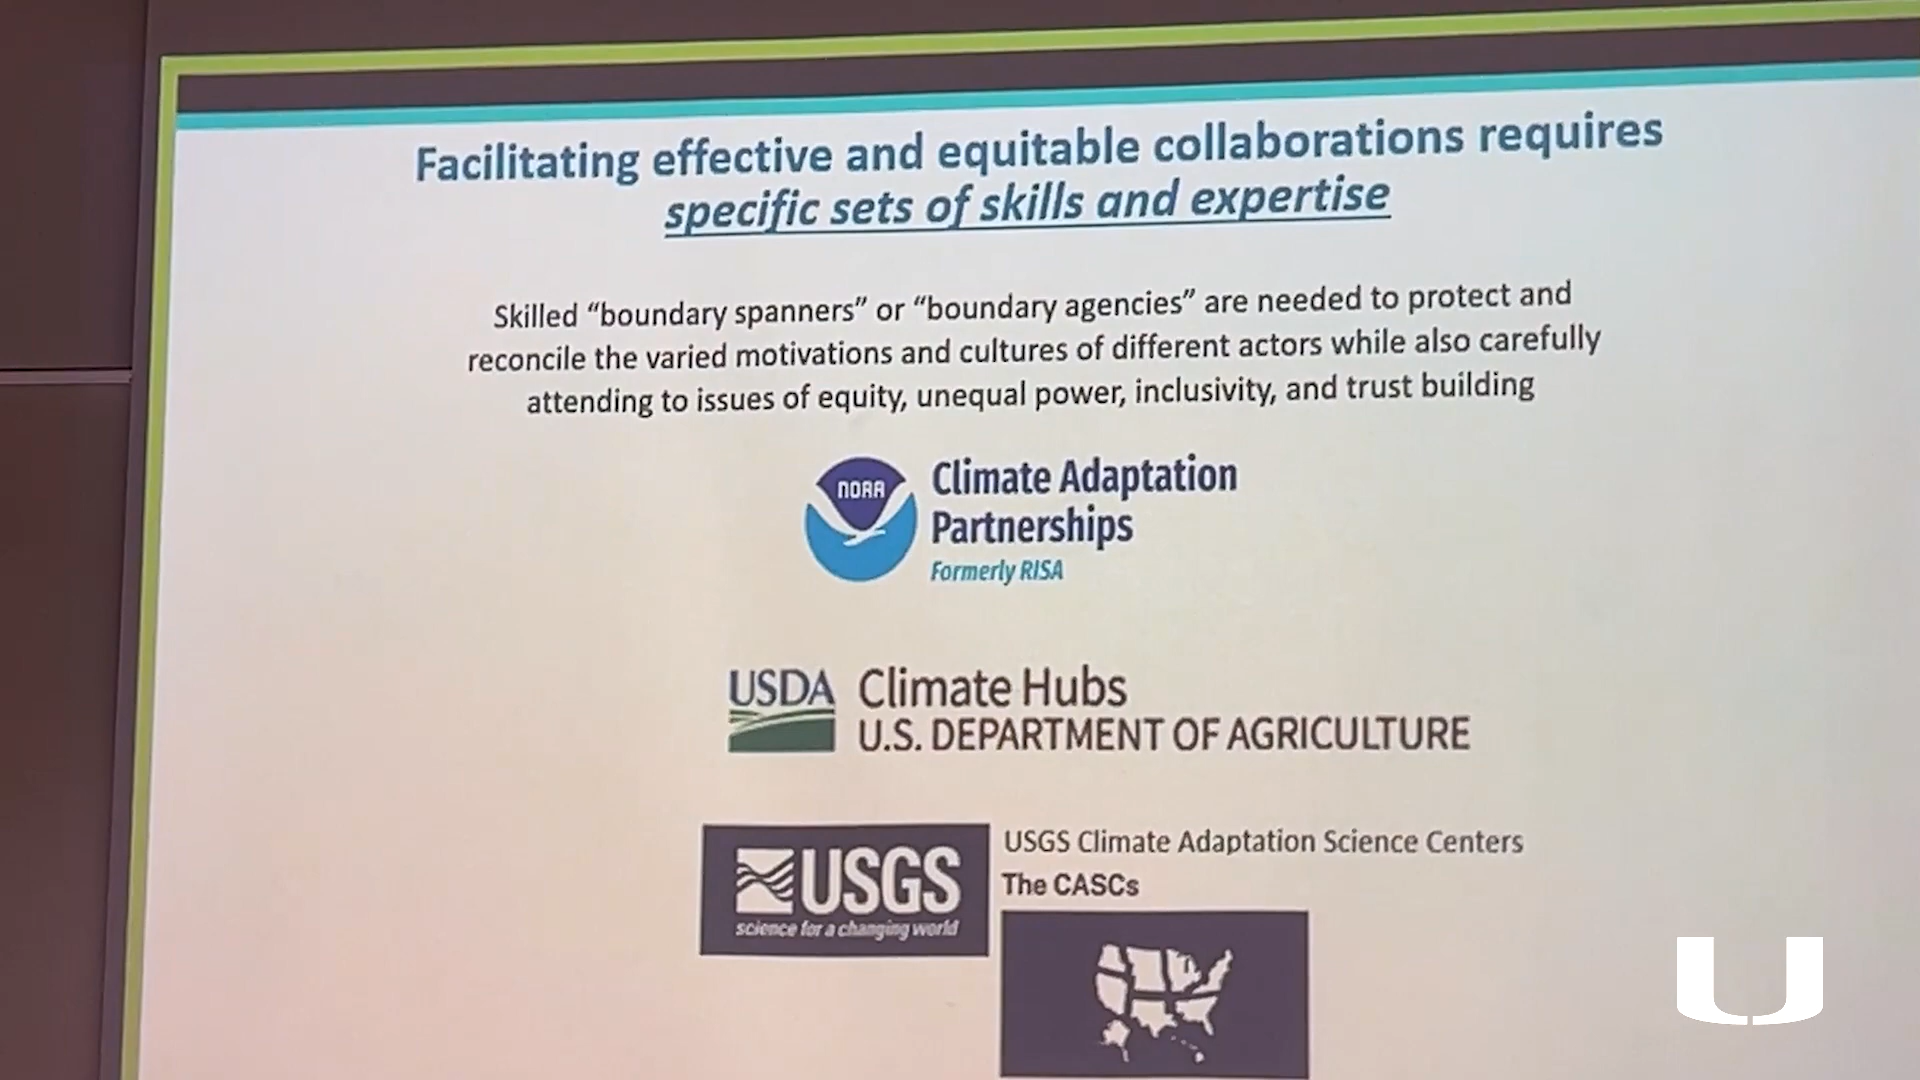 Facilitating effective and equitable collaborations requires
specific sets of skills and expertise
Skilled “boundary spanners” or “boundary agencies” are needed to protect and
reconcile the varied motivations and cultures of different actors while also carefully
attending to issues of equity, unequal power, inclusivity, and trust building
NOAA
Climate Adaptation
Partnerships
Formerly RISA
USDA
Climate Hubs
U.S. DEPARTMENT OF AGRICULTURE
USGS
science for a changing world
USGS Climate Adaptation Science Centers
The CASCs
U